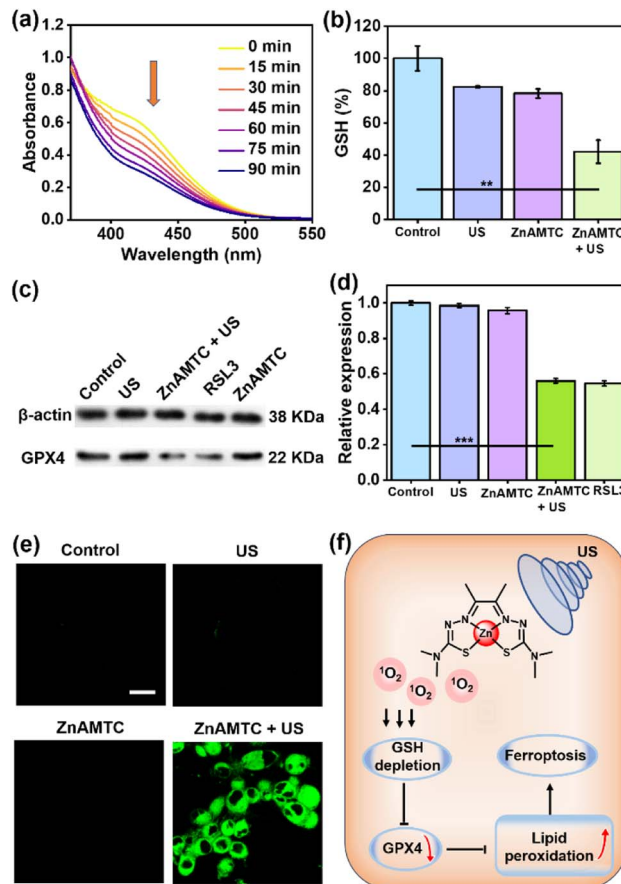 (a)
1.2
1.0
0.8
0.6
0.4
0.2
0.0
Absorbance
400 450 500 550
Wavelength (nm)
0 min
15 min
30 min
45 min
60 min
75 min
90 min
(b)
120
100
80
60
40
20
0
GSH (%)
**
Control US ZnAMTC ZnAMTC
+ US
(c)
Control US ZnAMTC + US RSL3 ZnAMTC
β-actin 38 KDa
GPX4 22 KDa
(d)
1.0
0.8
0.6
0.4
0.2
0.0
Relative expression
***
Control US ZnAMTC ZnAMTC RSL3
+ US
(e)
Control US
ZnAMTC ZnAMTC + US
(f)
US
N N N N
Zn
N S S N
¹O₂ ¹O₂ ¹O₂
GSH
depletion
Ferroptosis
GPX4
Lipid
peroxidation